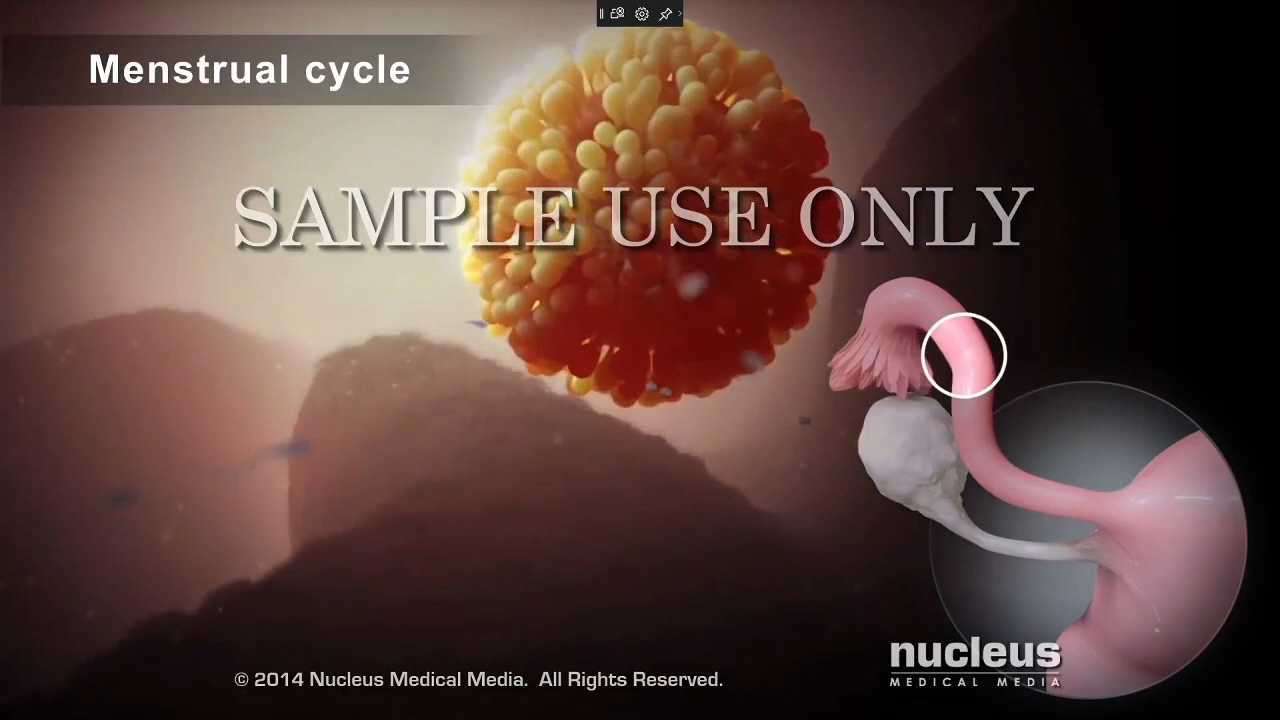 Menstrual cycle
SAMPLE USE ONLY
nucleus
MEDICAL MEDIA
© 2014 Nucleus Medical Media. All Rights Reserved.